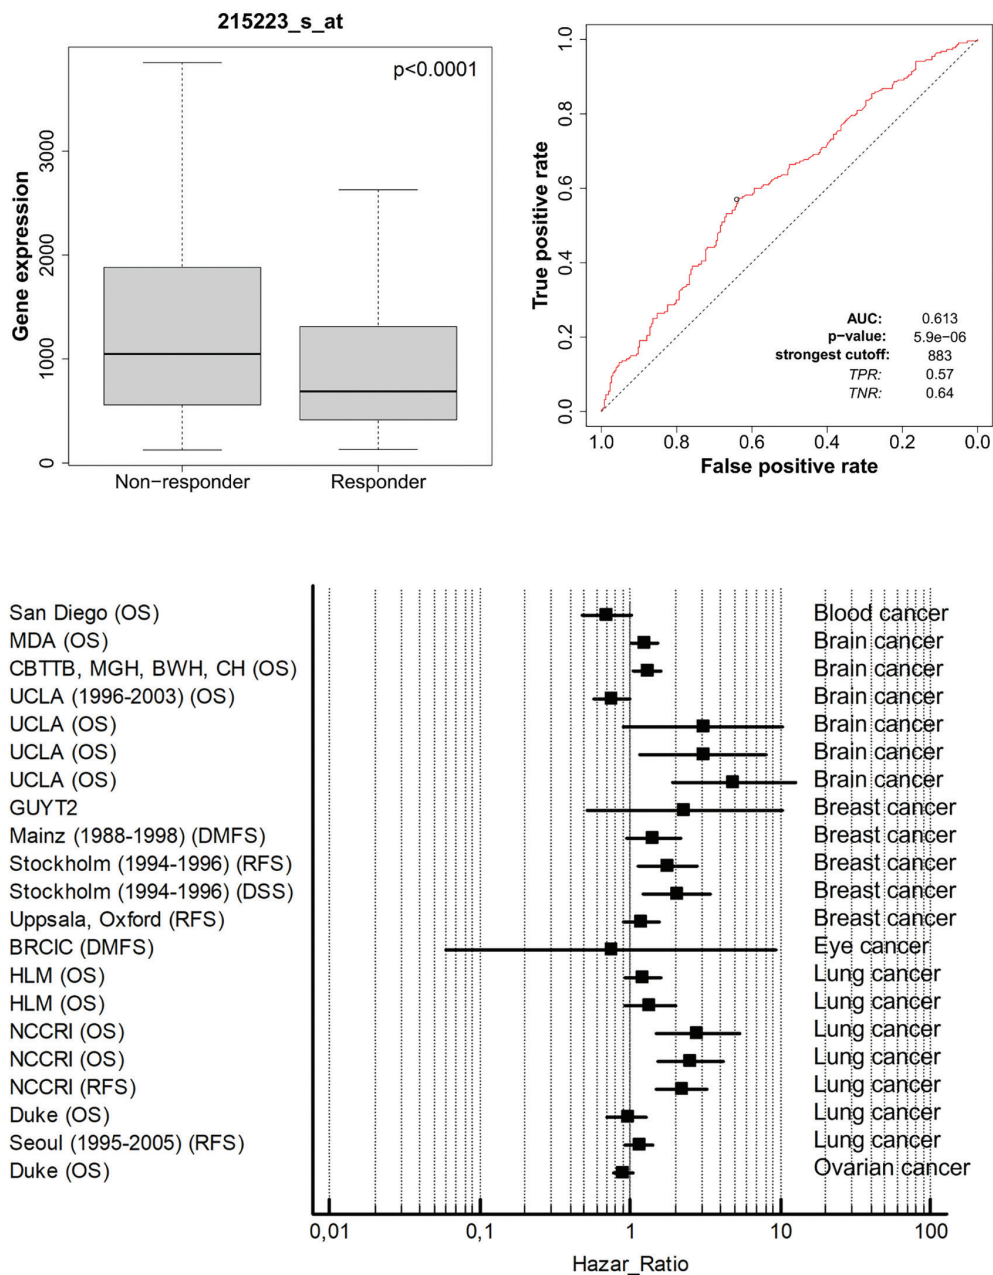 215223_s_at
p<0.0001
Gene expression
3000
2000
1000
0
Non-responder
Responder
True positive rate
1.0
0.8
0.6
0.4
0.2
0.0
AUC: 0.613
p-value: 5.9e-06
strongest cutoff: 883
TPR: 0.57
TNR: 0.64
1.0 0.8 0.6 0.4 0.2 0.0
False positive rate
San Diego (OS) Blood cancer
MDA (OS) Brain cancer
CBTTB, MGH, BWH, CH (OS) Brain cancer
UCLA (1996-2003) (OS) Brain cancer
UCLA (OS) Brain cancer
UCLA (OS) Brain cancer
UCLA (OS) Brain cancer
GUYT2 Breast cancer
Mainz (1988-1998) (DMFS) Breast cancer
Stockholm (1994-1996) (RFS) Breast cancer
Stockholm (1994-1996) (DSS) Breast cancer
Uppsala, Oxford (RFS) Breast cancer
BRCIC (DMFS) Eye cancer
HLM (OS) Lung cancer
HLM (OS) Lung cancer
NCCRI (OS) Lung cancer
NCCRI (OS) Lung cancer
NCCRI (RFS) Lung cancer
Duke (OS) Lung cancer
Seoul (1995-2005) (RFS) Lung cancer
Duke (OS) Ovarian cancer
0,01 0,1 1 10 100
Hazar_Ratio